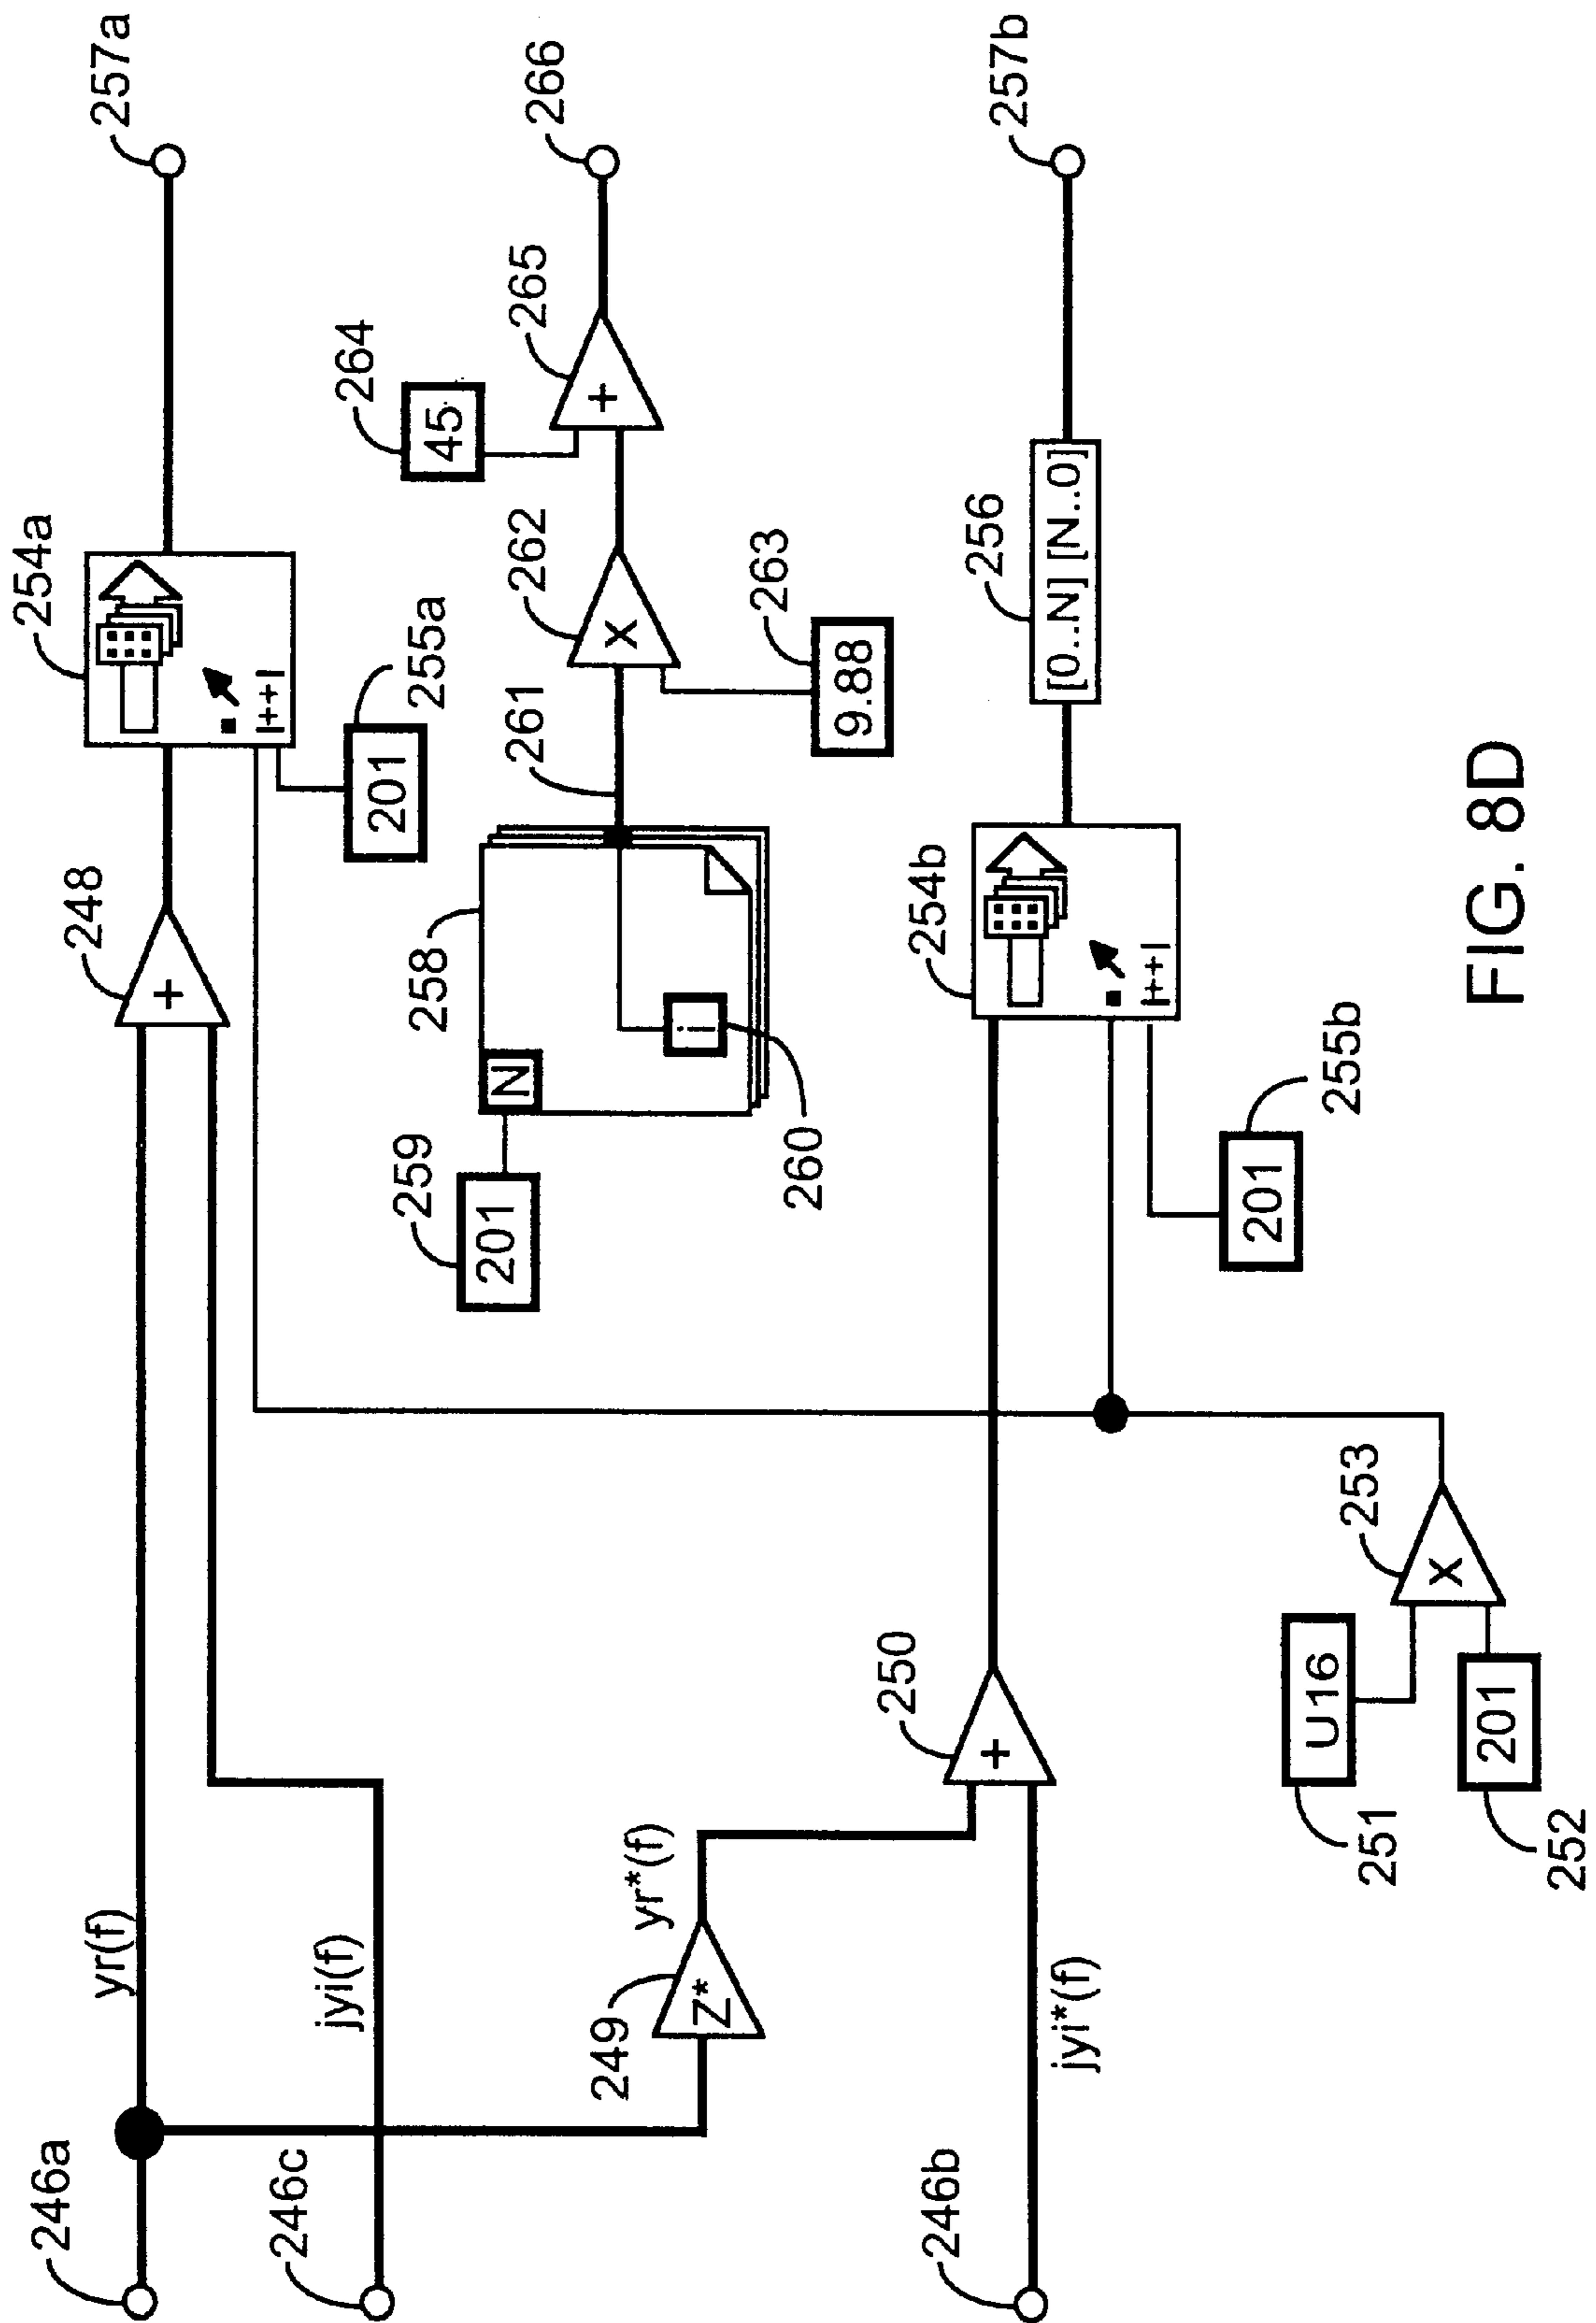 246a
yr(f)
248
+
254a
I++I
201
255a
257a
246c
jyi(f)
259
201
N
258
i
260
261
262
X
9.88
263
264
45
265
+
266
249
Z*
yr*(f)
246b
jyi*(f)
250
+
254b
I++I
201
255b
256
[0..N] [N..0]
257b
251
U16
252
201
253
X
FIG. 8D